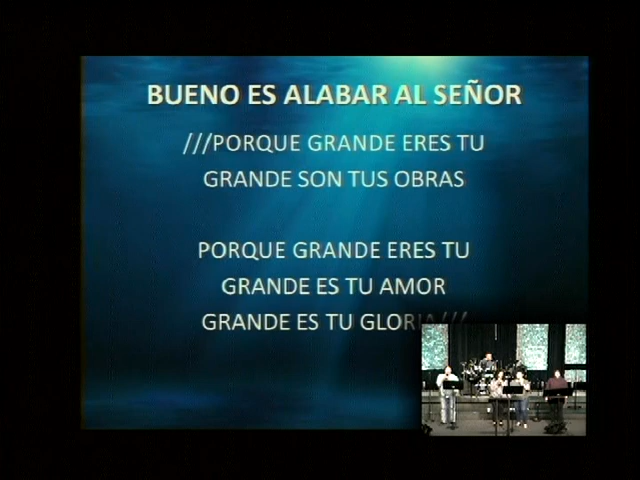 BUENO ES ALABAR AL SEÑOR
///PORQUE GRANDE ERES TU
GRANDE SON TUS OBRAS
PORQUE GRANDE ERES TU
GRANDE ES TU AMOR
GRANDE ES TU GLORIA///